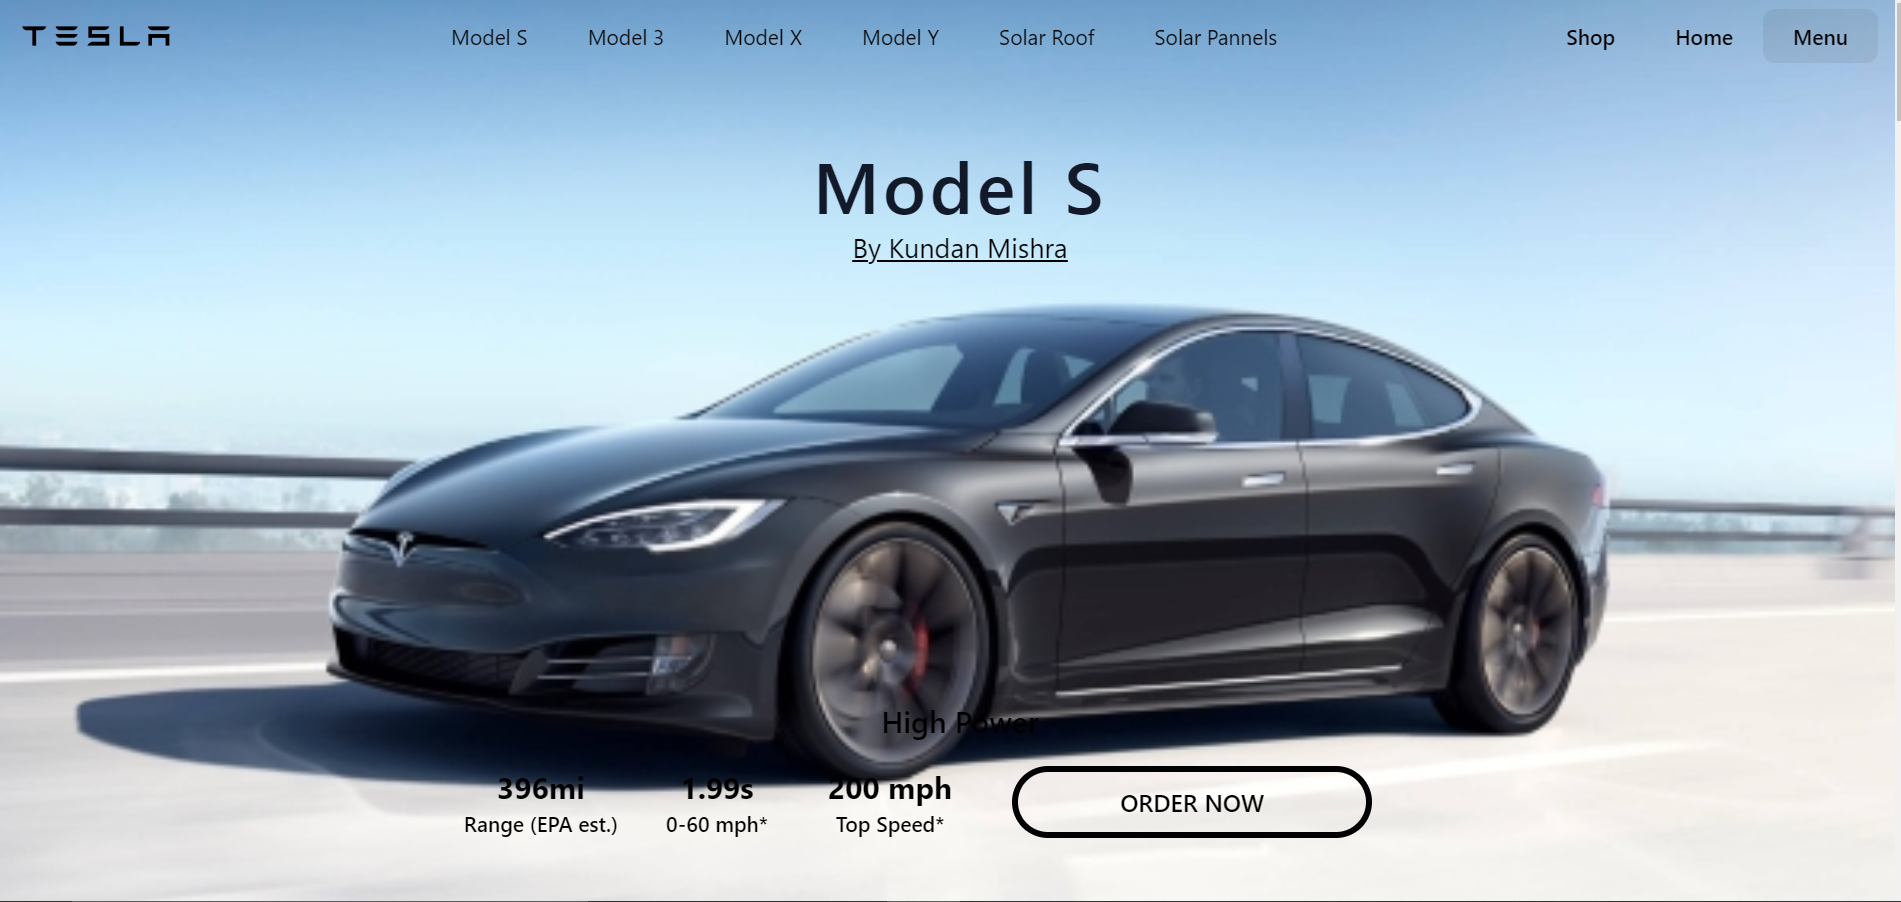 TESLA
Model S Model 3 Model X Model Y Solar Roof Solar Pannels Shop Home Menu
Model S
By Kundan Mishra
High Power
396mi 1.99s 200 mph
Range (EPA est.) 0-60 mph* Top Speed*
ORDER NOW